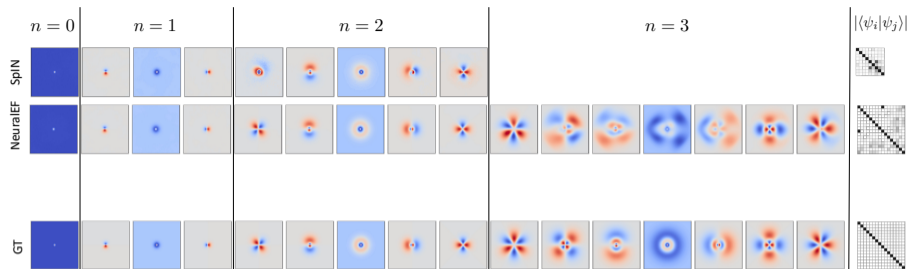 n = 0
n = 1
n = 2
n = 3
|⟨ψi|ψj⟩|
SpIN
NeuralEF
GT